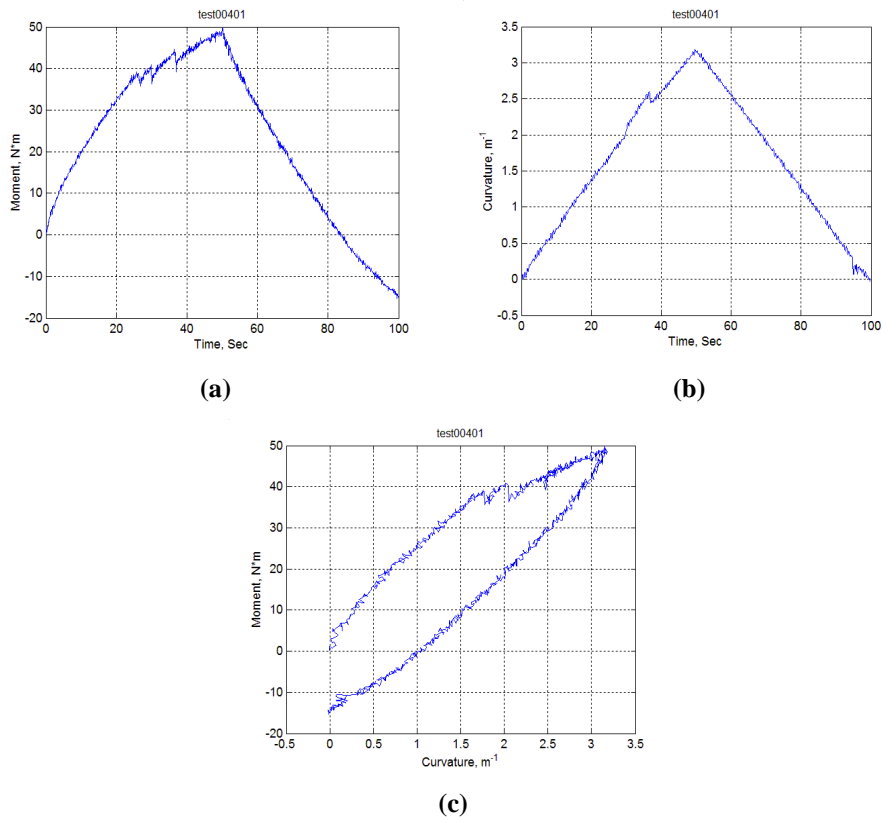 test00401
50
40
30
20
10
0
-10
-20
0 20 40 60 80 100
Moment, N*m
Time, Sec
(a)
test00401
3.5
3
2.5
2
1.5
1
0.5
0
-0.5
0 20 40 60 80 100
Curvature, m-1
Time, Sec
(b)
test00401
50
40
30
20
10
0
-10
-20
-0.5 0 0.5 1 1.5 2 2.5 3 3.5
Moment, N*m
Curvature, m-1
(c)